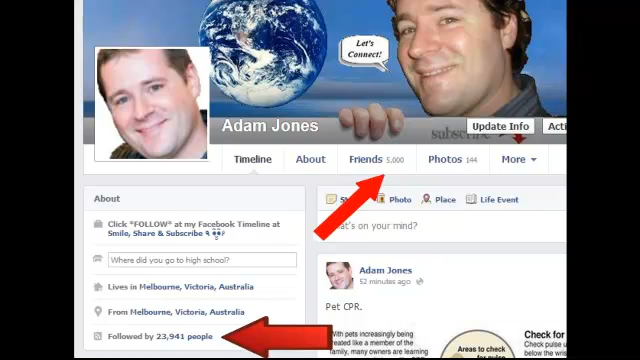 Let's
Connect!
Adam Jones
subscribe
Update Info
Timeline
About
Friends 5,000
Photos 144
More
About
Click *FOLLOW* at my Facebook Timeline at
Smile, Share & Subscribe
Where did you go to high school?
Lives in Melbourne, Victoria, Australia
From Melbourne, Victoria, Australia
Followed by 23,941 people
Photo
Place
Life Event
What's on your mind?
Adam Jones
52 minutes ago
Pet CPR.
With pets increasingly being
treated like a member of the
family, many owners are learning
Areas to check
for pulse
Check for
Check pulse u
below the wris